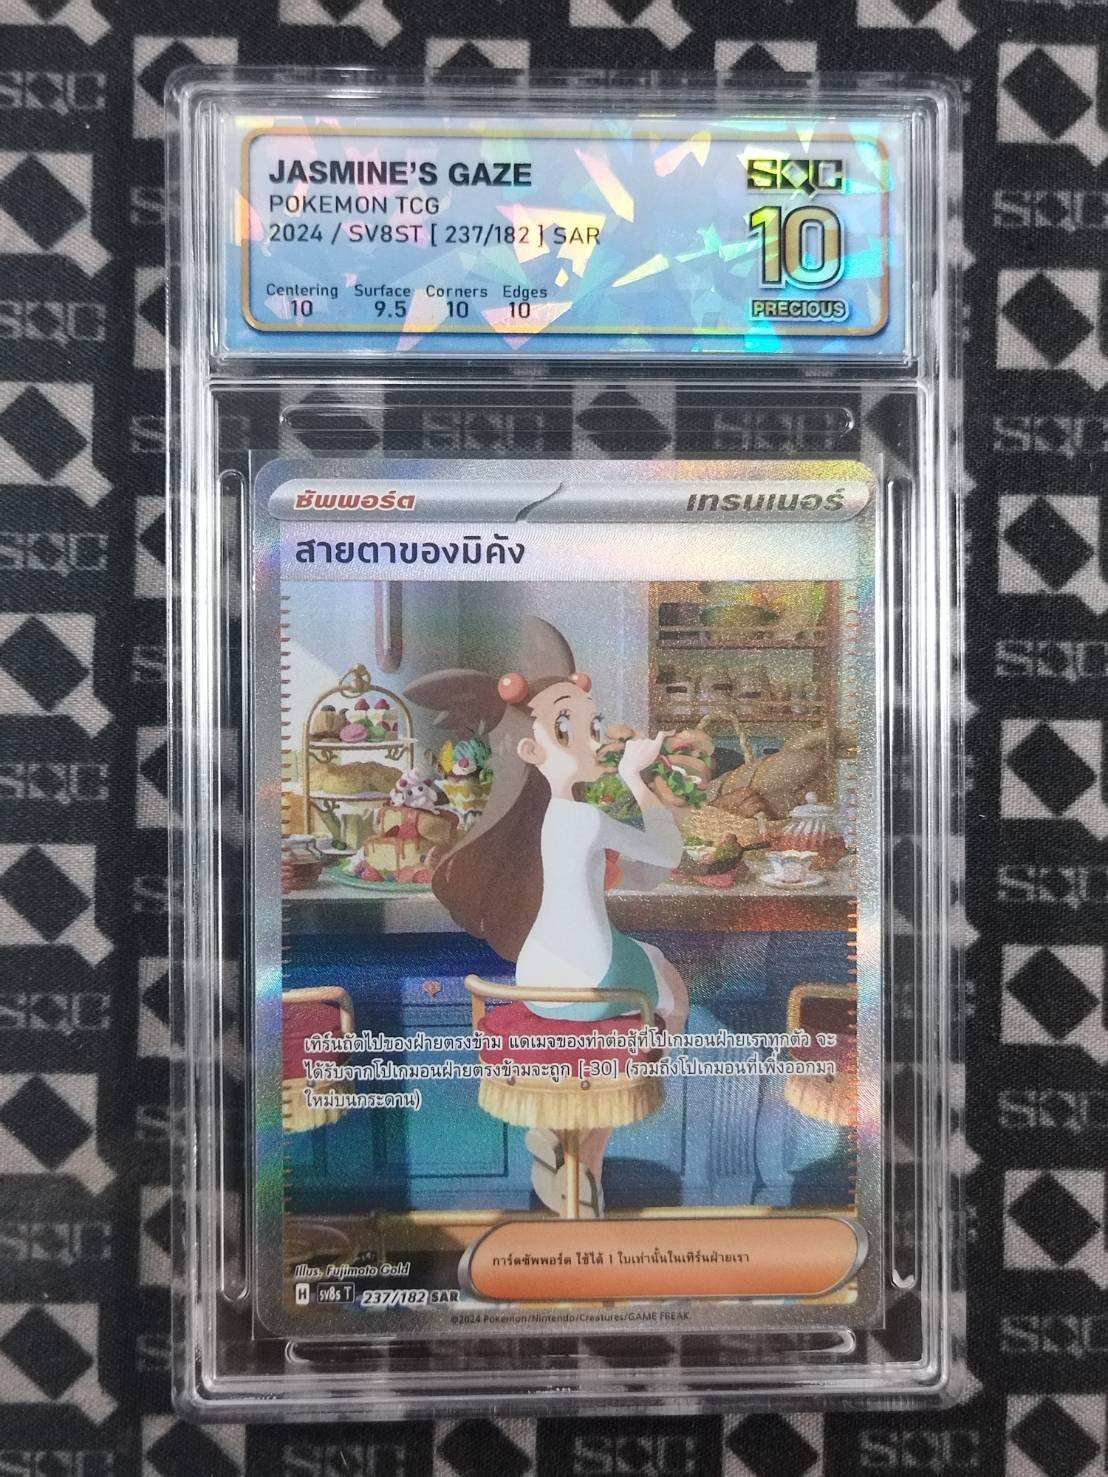 JASMINE'S GAZE
POKEMON TCG
2024 / SV8ST [ 237/182 ] SAR
Centering Surface Corners Edges
10 9.5 10 10
SQC
10
PRECIOUS
ซัพพอร์ต เทรนเนอร์
สายตาของมิคัง
เทิร์นถัดไปของฝ่ายตรงข้าม แดเมจของท่าต่อสู้ที่โปเกมอนฝ่ายเราทุกตัว จะ
ได้รับจากโปเกมอนฝ่ายตรงข้ามจะถูก [-30] (รวมถึงโปเกมอนที่เพิ่งออกมา
ใหม่บนกระดาน)
การ์ดซัพพอร์ต ใช้ได้ 1 ใบเท่านั้นในเทิร์นฝ่ายเรา
Illus. Fujimoto Gold
H sv8s T 237/182 SAR
©2024 Pokémon/Nintendo/Creatures/GAME FREAK